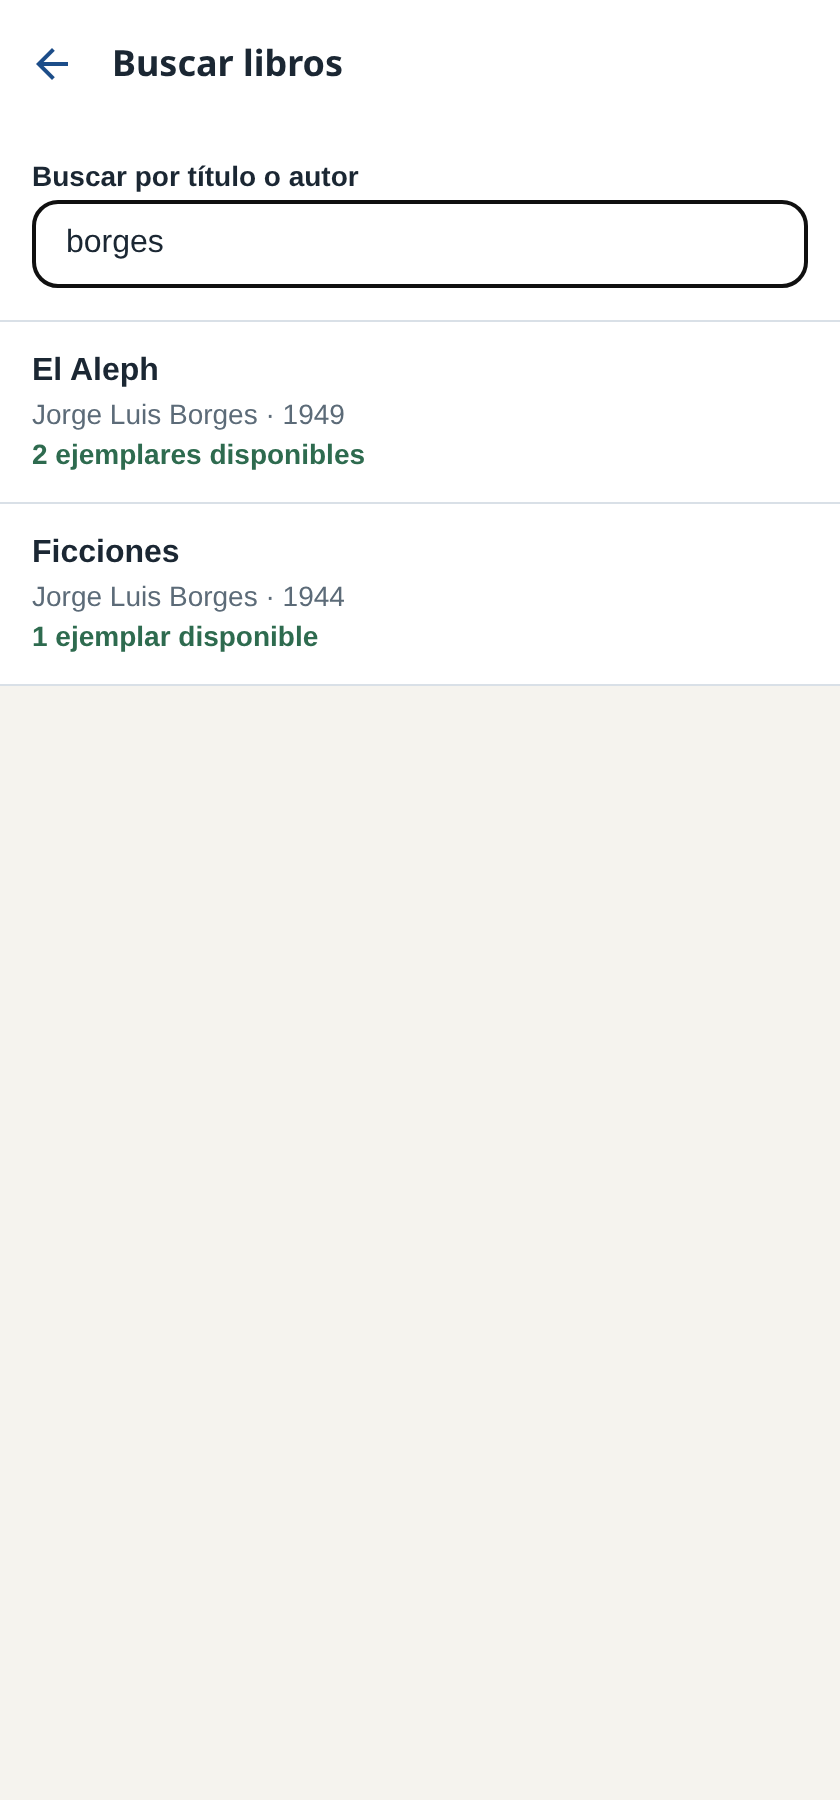 Buscar libros
Buscar por título o autor
borges
El Aleph
Jorge Luis Borges · 1949
2 ejemplares disponibles
Ficciones
Jorge Luis Borges · 1944
1 ejemplar disponible